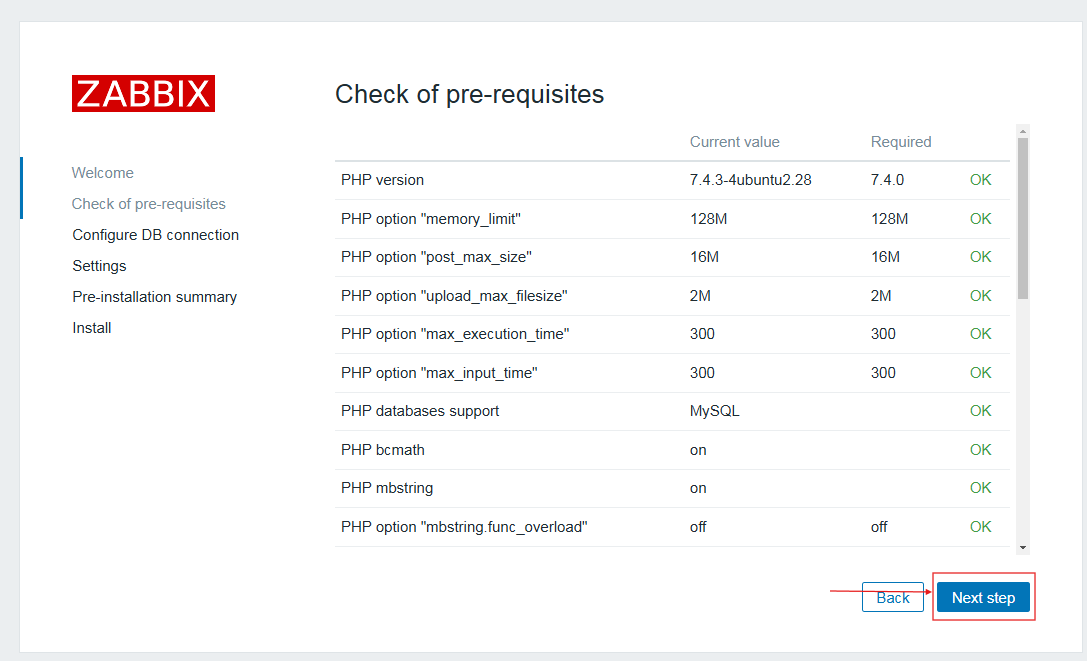 ZABBIX
Welcome
Check of pre-requisites
Configure DB connection
Settings
Pre-installation summary
Install
Check of pre-requisites
Current value Required
PHP version 7.4.3-4ubuntu2.28 7.4.0 OK
PHP option "memory_limit" 128M 128M OK
PHP option "post_max_size" 16M 16M OK
PHP option "upload_max_filesize" 2M 2M OK
PHP option "max_execution_time" 300 300 OK
PHP option "max_input_time" 300 300 OK
PHP databases support MySQL OK
PHP bcmath on OK
PHP mbstring on OK
PHP option "mbstring.func_overload" off off OK
Back Next step